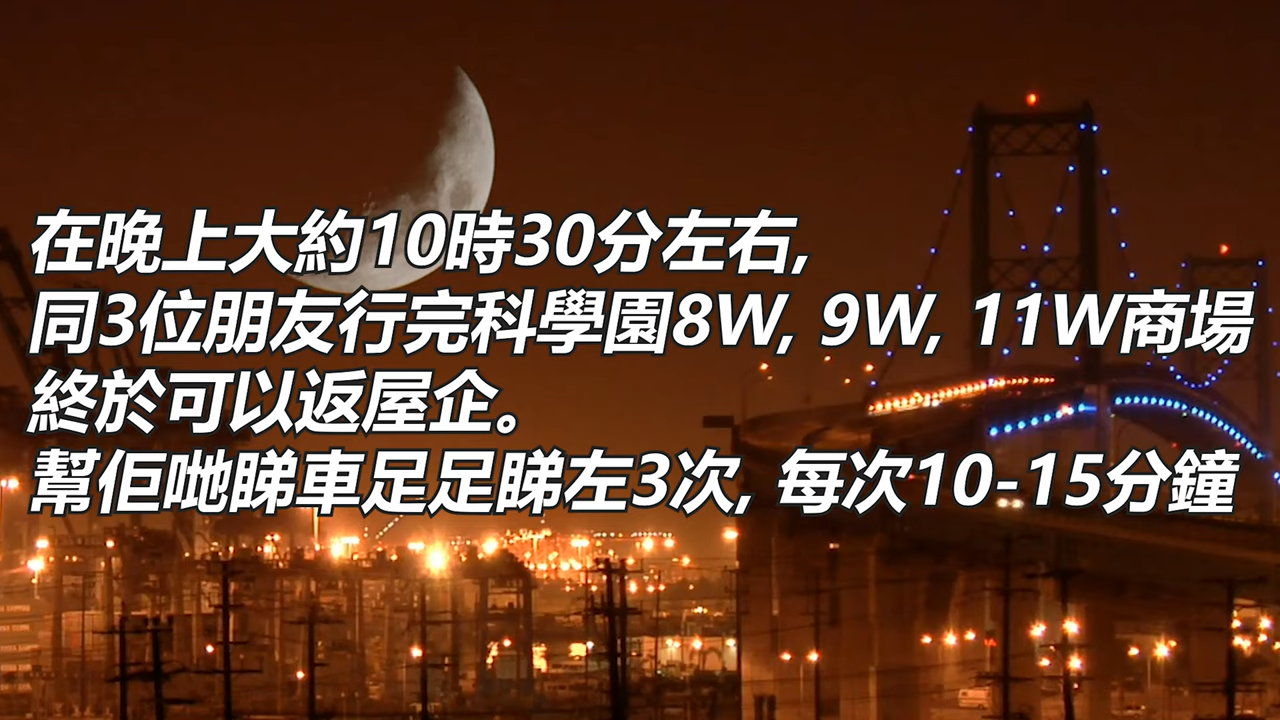 在晚上大約10時30分左右,
同3位朋友行完科學園8W, 9W, 11W商場
終於可以返屋企。
幫佢哋睇車足足睇左3次, 每次10-15分鐘